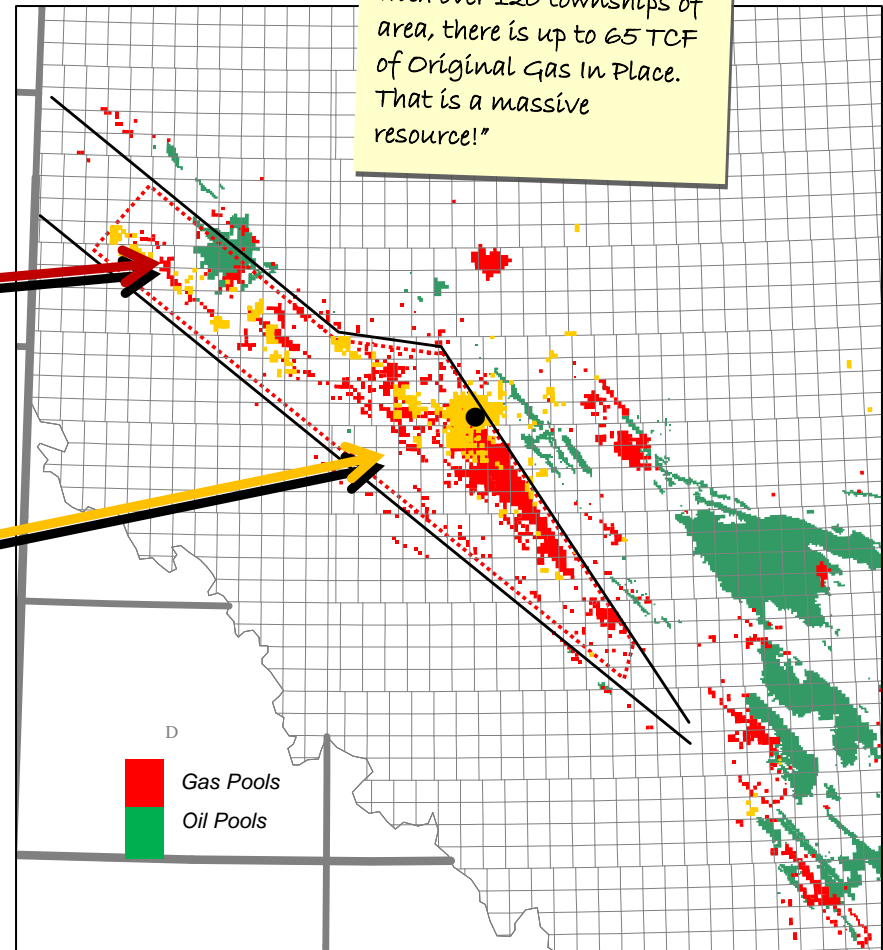 area, there is up to 65 TCF
of Original Gas In Place.
That is a massive
resource!”
D
Gas Pools
Oil Pools